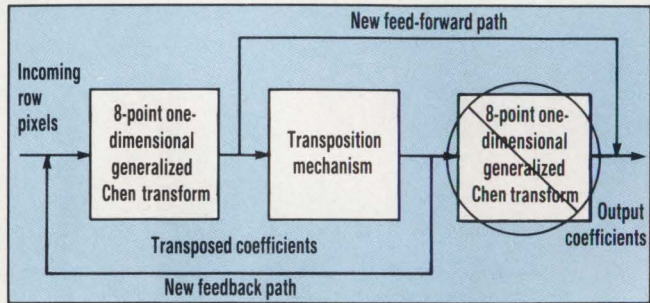 New feed-forward path
Incoming
row
pixels
8-point one-
dimensional
generalized
Chen transform
Transposition
mechanism
8-point one-
dimensional
generalized
Chen transform
Output
coefficients
Transposed coefficients
New feedback path